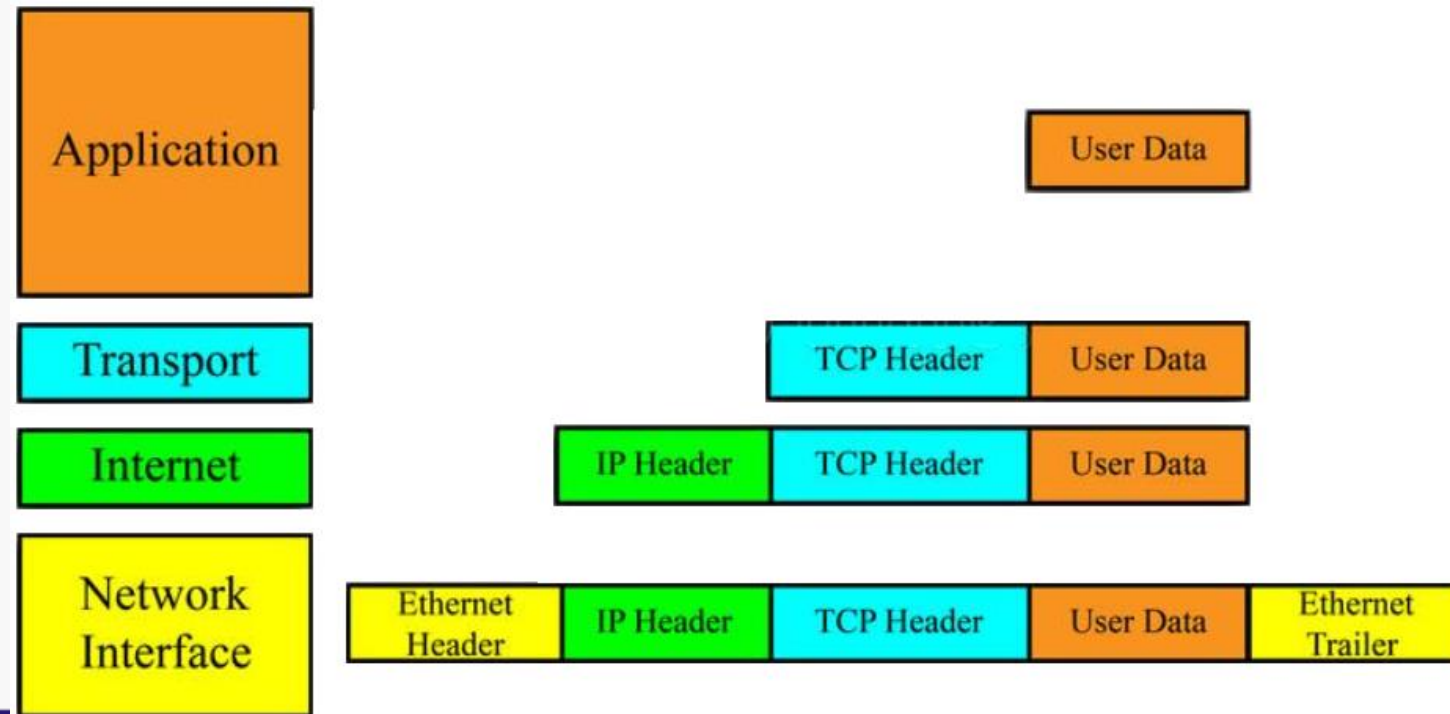 Application
User Data
Transport
TCP Header
User Data
Internet
IP Header
TCP Header
User Data
Network
Interface
Ethernet
Header
IP Header
TCP Header
User Data
Ethernet
Trailer